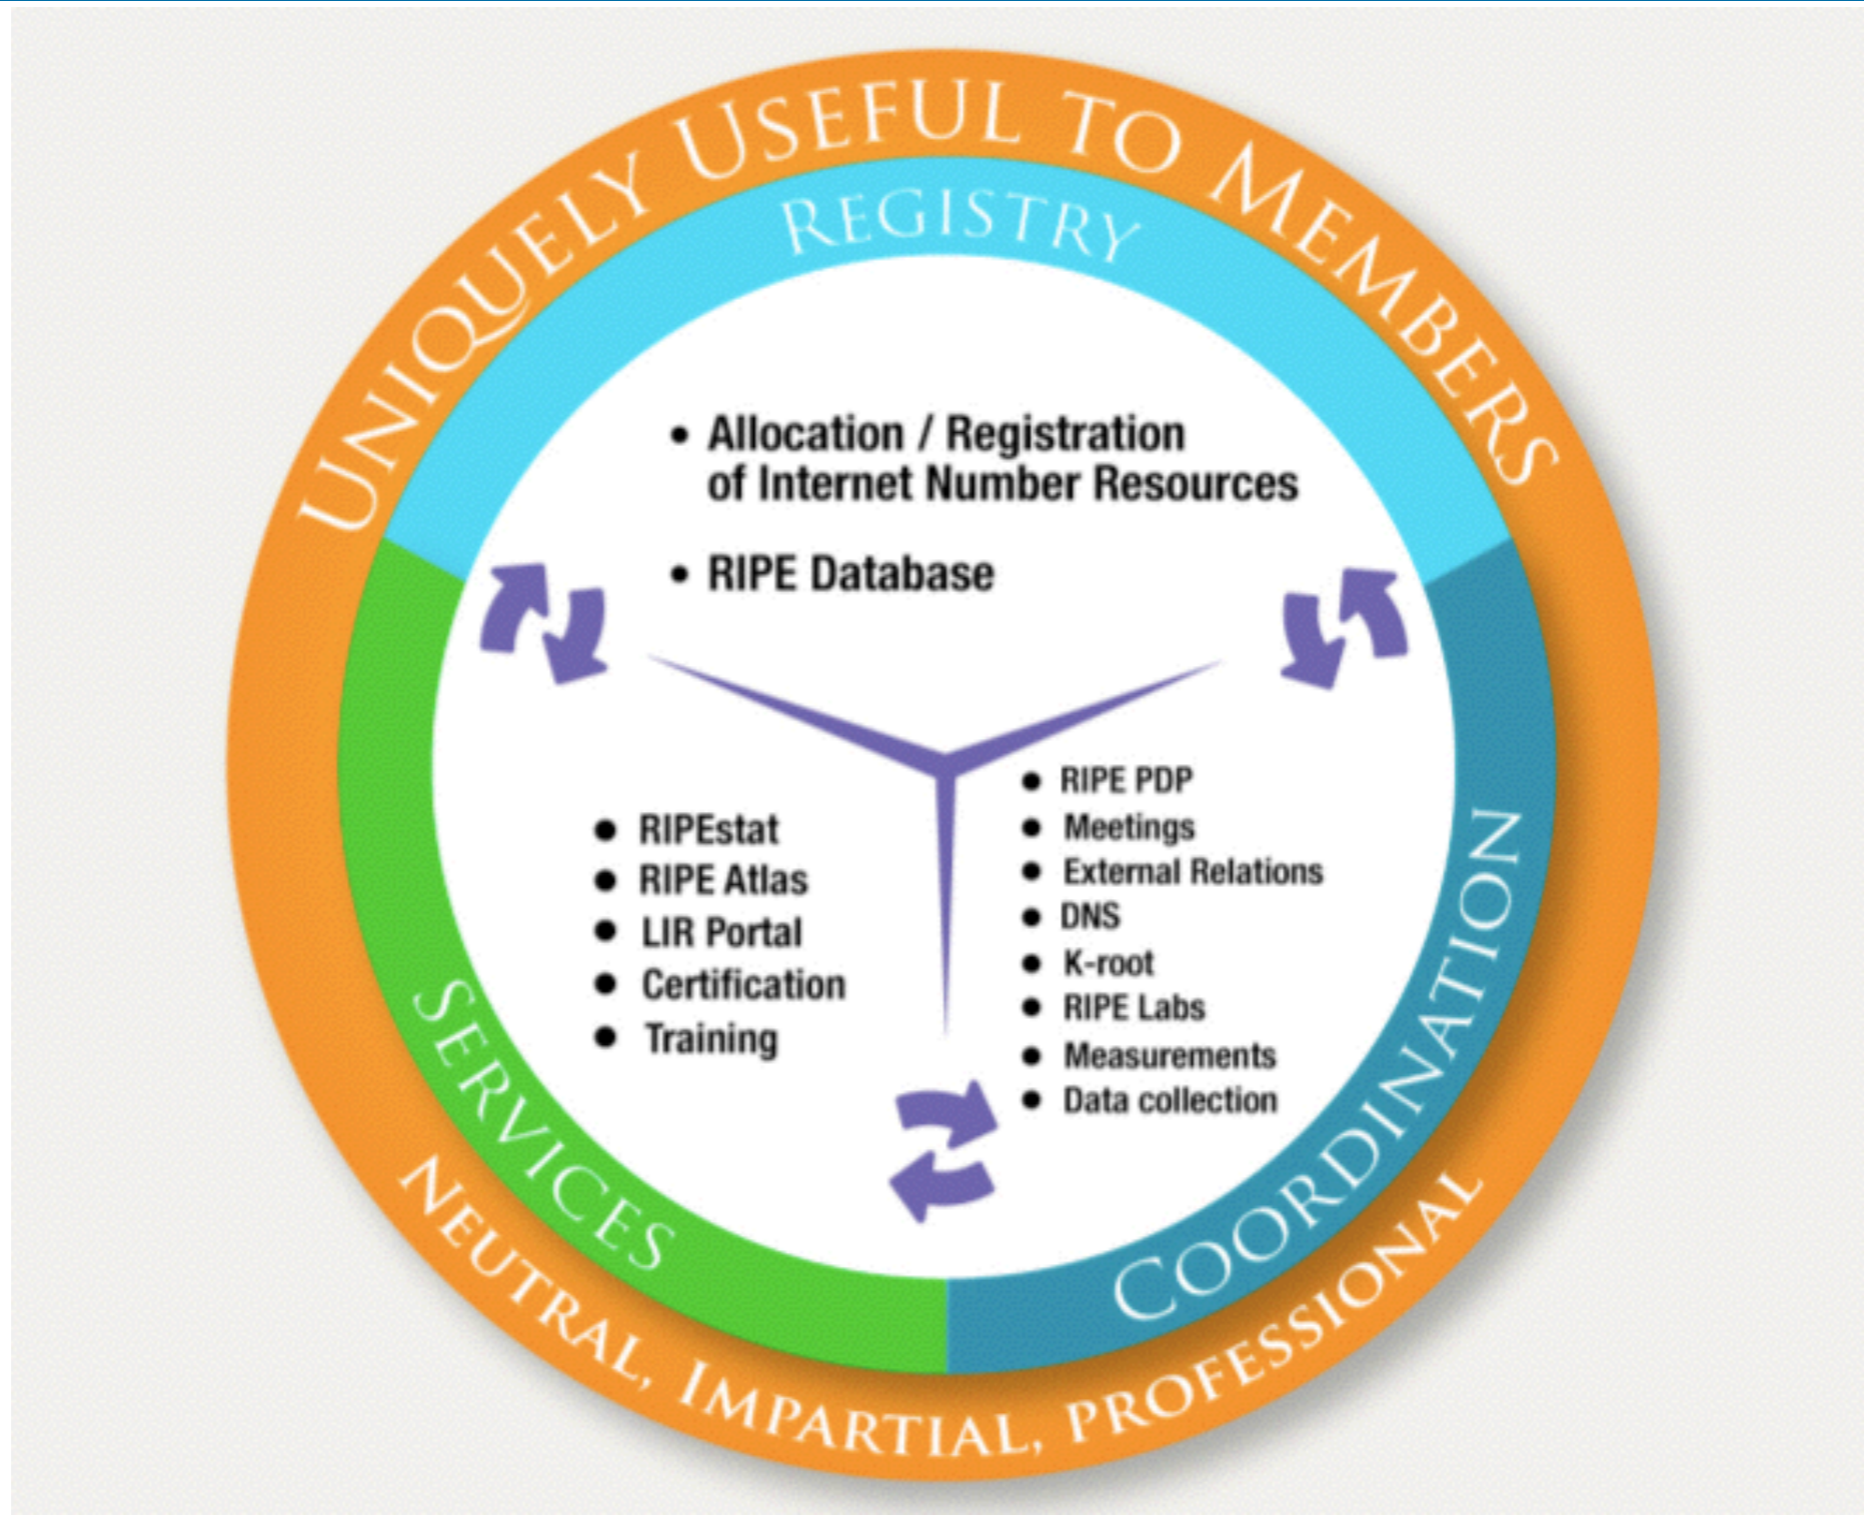 UNIQUELY USEFUL TO MEMBERS
REGISTRY
• Allocation / Registration
of Internet Number Resources
• RIPE Database
● RIPEstat
● RIPE Atlas
● LIR Portal
● Certification
● Training
SERVICES
● RIPE PDP
● Meetings
● External Relations
● DNS
● K-root
● RIPE Labs
● Measurements
● Data collection
COORDINATION
NEUTRAL, IMPARTIAL, PROFESSIONAL